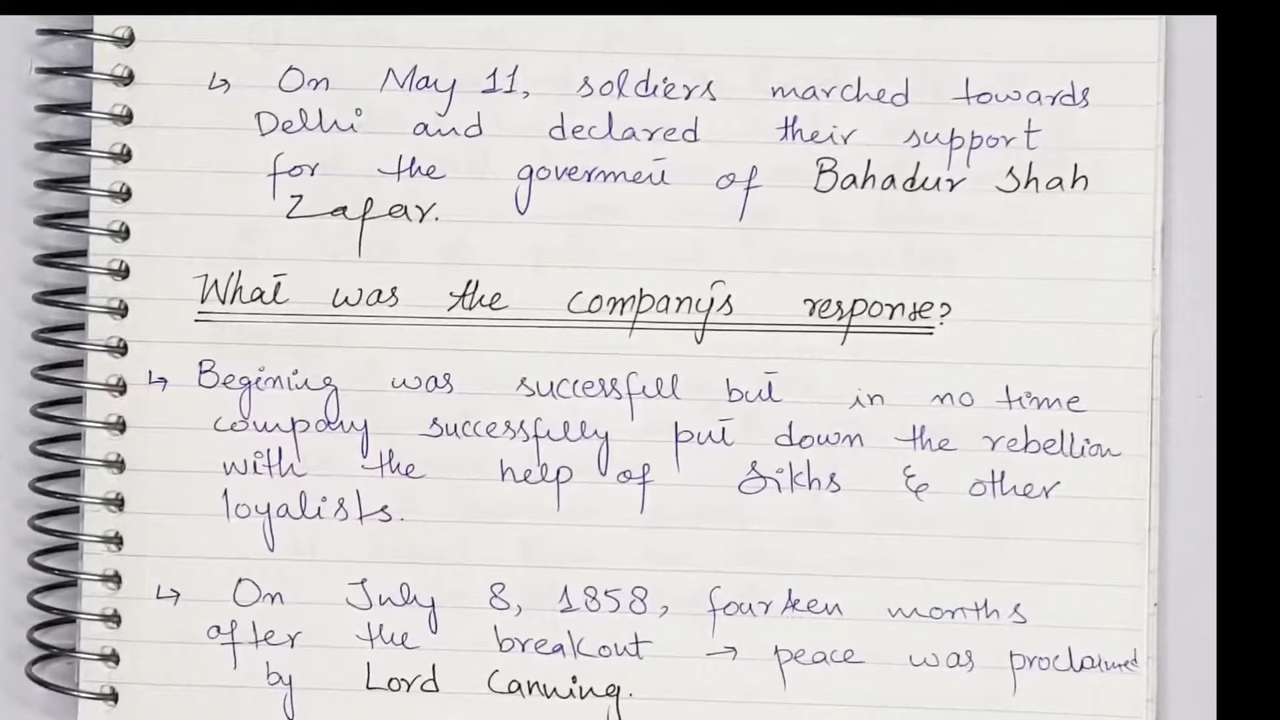 ↳ On May 11, soldiers marched towards
Delhi and declared their support
for the goverment of Bahadur Shah
Zafar.
What was the company's response?
↳ Begining was successfull but in no time
company successfully put down the rebellion
with the help of Sikhs & other
loyalists.
↳ On July 8, 1858, fourteen months
after the breakout → peace was proclaimed
by Lord Canning.